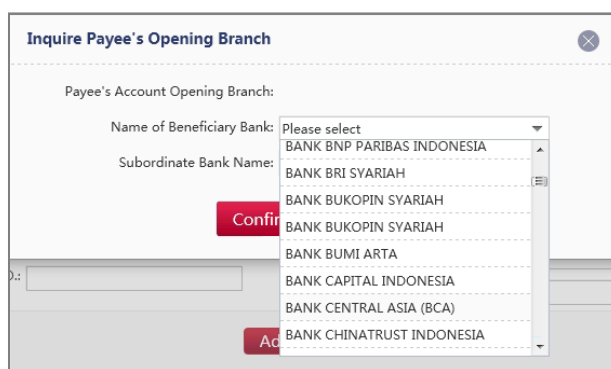 Inquire Payee's Opening Branch
Payee's Account Opening Branch:
Name of Beneficiary Bank: Please select
BANK BNP PARIBAS INDONESIA
Subordinate Bank Name:
BANK BRI SYARIAH
BANK BUKOPIN SYARIAH
BANK BUKOPIN SYARIAH
BANK BUMI ARTA
BANK CAPITAL INDONESIA
BANK CENTRAL ASIA (BCA)
BANK CHINATRUST INDONESIA
Confir
Ad